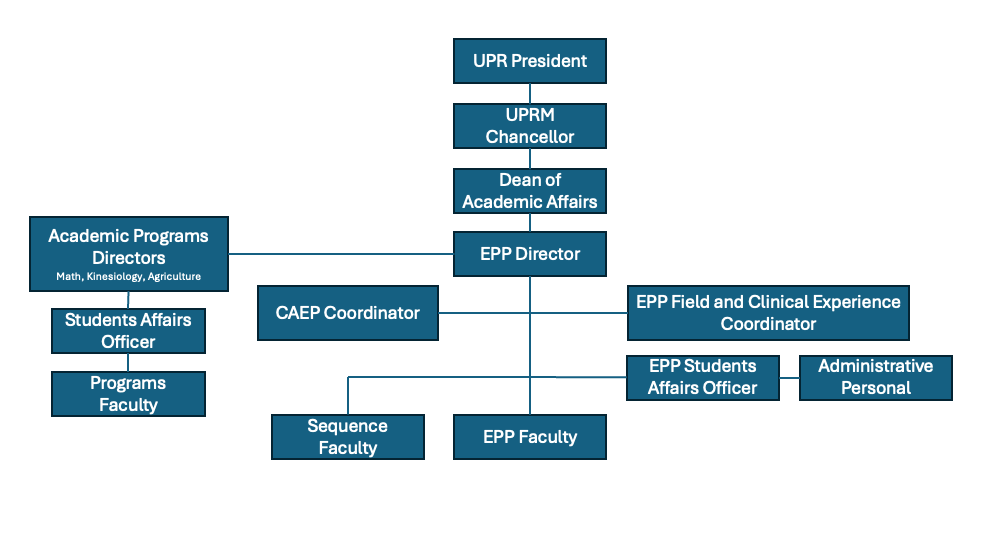 UPR President
UPRM
Chancellor
Dean of
Academic Affairs
Academic Programs
Directors
Math, Kinesiology, Agriculture
EPP Director
CAEP Coordinator
EPP Field and Clinical Experience
Coordinator
Students Affairs
Officer
EPP Students
Affairs Officer
Administrative
Personal
Programs
Faculty
Sequence
Faculty
EPP Faculty